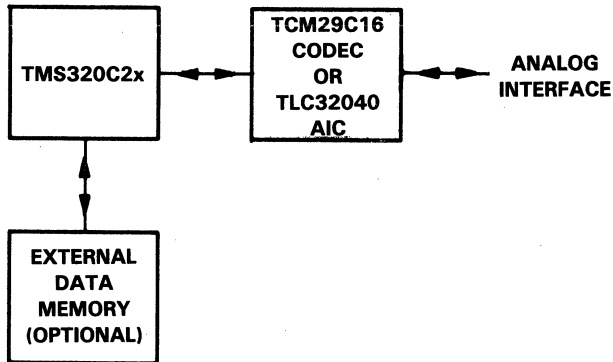 TMS320C2x
TCM29C16
CODEC
OR
TLC32040
AIC
ANALOG
INTERFACE
EXTERNAL
DATA
MEMORY
(OPTIONAL)